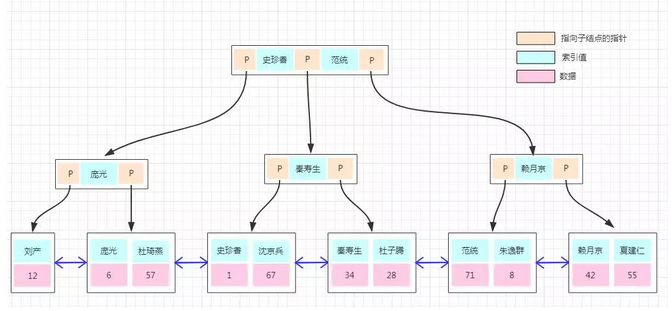 指向子结点的指针
索引值
数据
P 史珍香 P 范统 P
P 庞光 P
P 秦寿生 P
P 赖月京 P
刘产 庞光 杜琦燕 史珍香 沈京兵 秦寿生 杜子腾 范统 朱逸群 赖月京 夏建仁
12 6 57 1 67 34 28 71 8 42 55